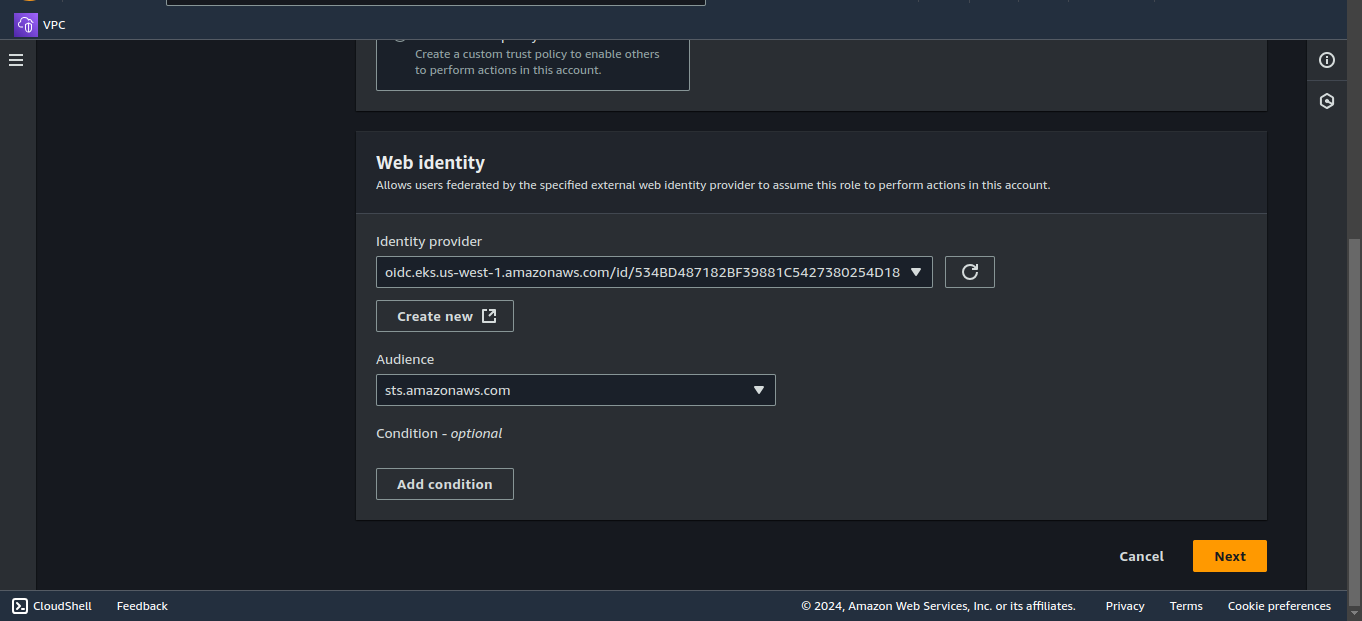 VPC
Create a custom trust policy to enable others
to perform actions in this account.
Web identity
Allows users federated by the specified external web identity provider to assume this role to perform actions in this account.
Identity provider
oidc.eks.us-west-1.amazonaws.com/id/534BD487182BF39881C5427380254D18
Create new
Audience
sts.amazonaws.com
Condition - optional
Add condition
Cancel
Next
CloudShell
Feedback
© 2024, Amazon Web Services, Inc. or its affiliates.
Privacy
Terms
Cookie preferences